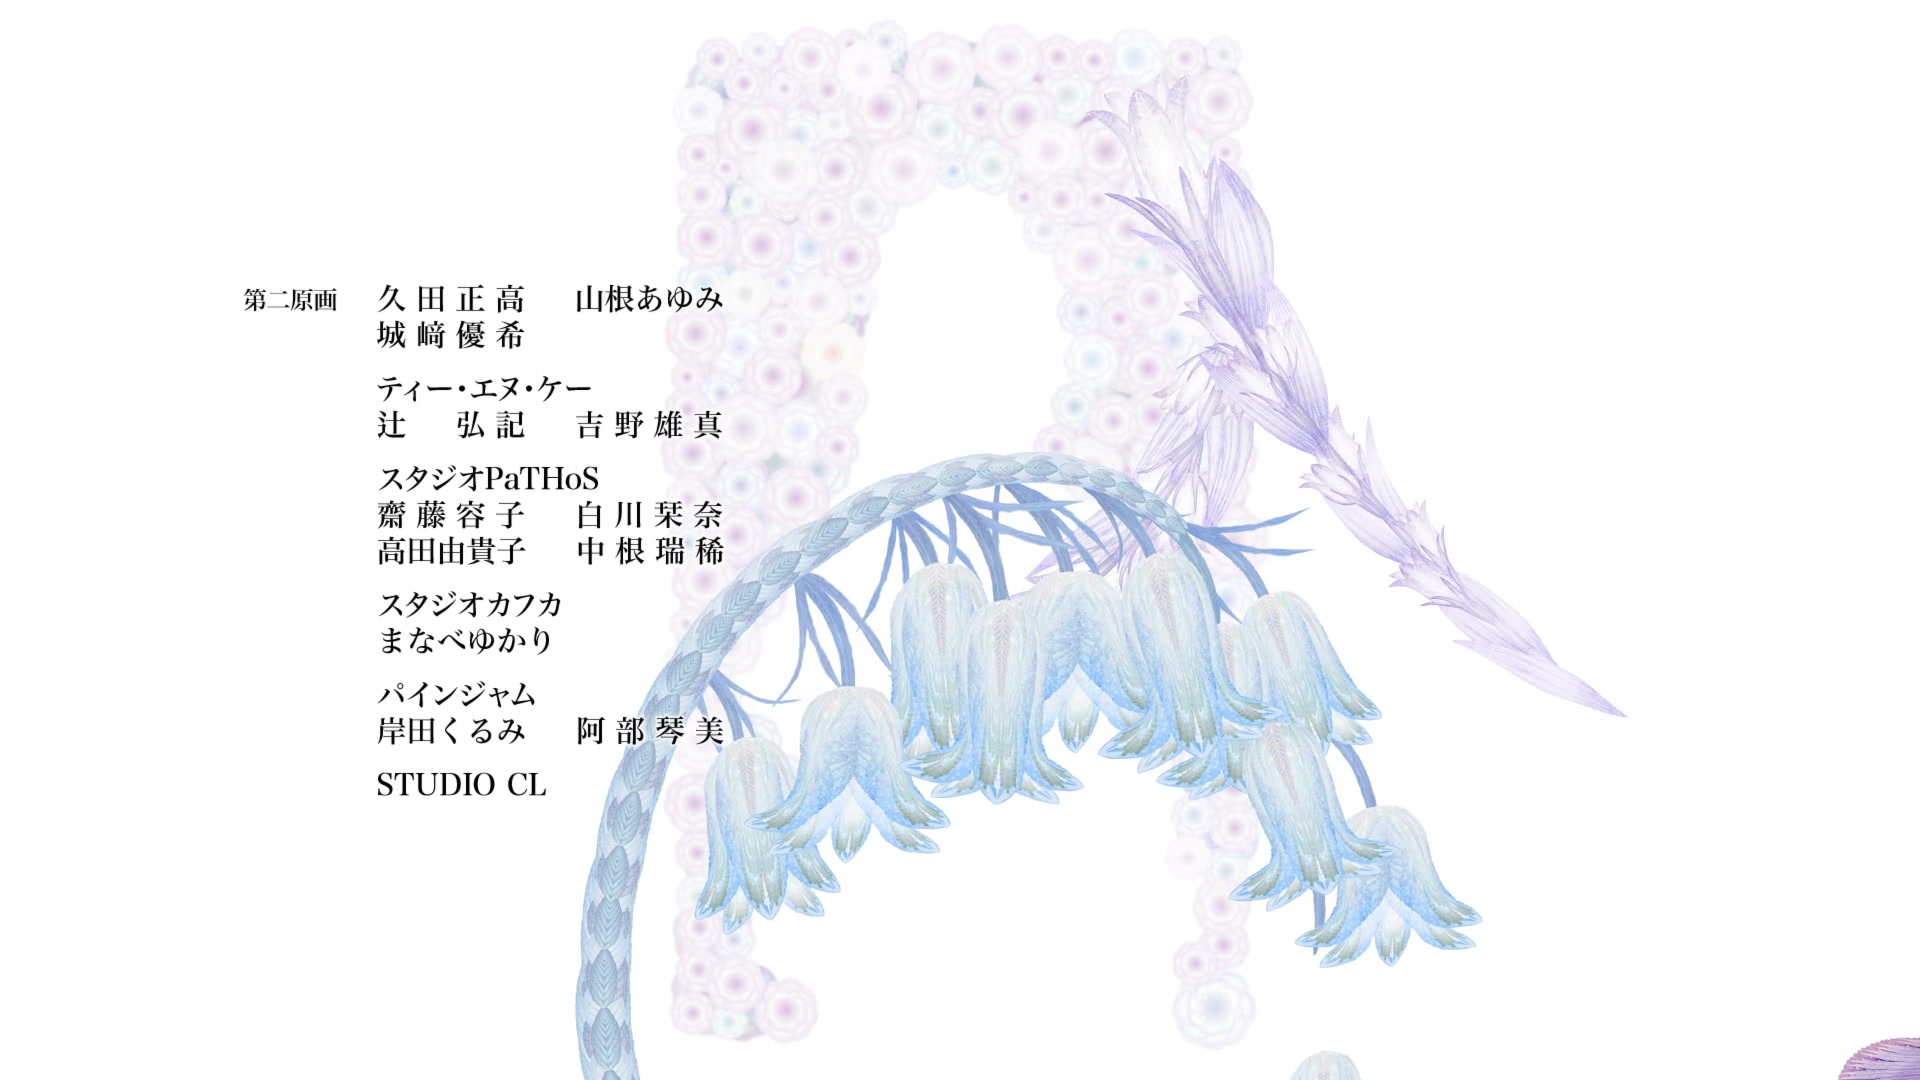 第二原画 久田正高 山根あゆみ
城﨑優希
ティー・エヌ・ケー
辻 弘記 吉野雄真
スタジオPaTHoS
齋藤容子 白川栞奈
高田由貴子 中根瑞稀
スタジオカフカ
まなべゆかり
パインジャム
岸田くるみ 阿部琴美
STUDIO CL